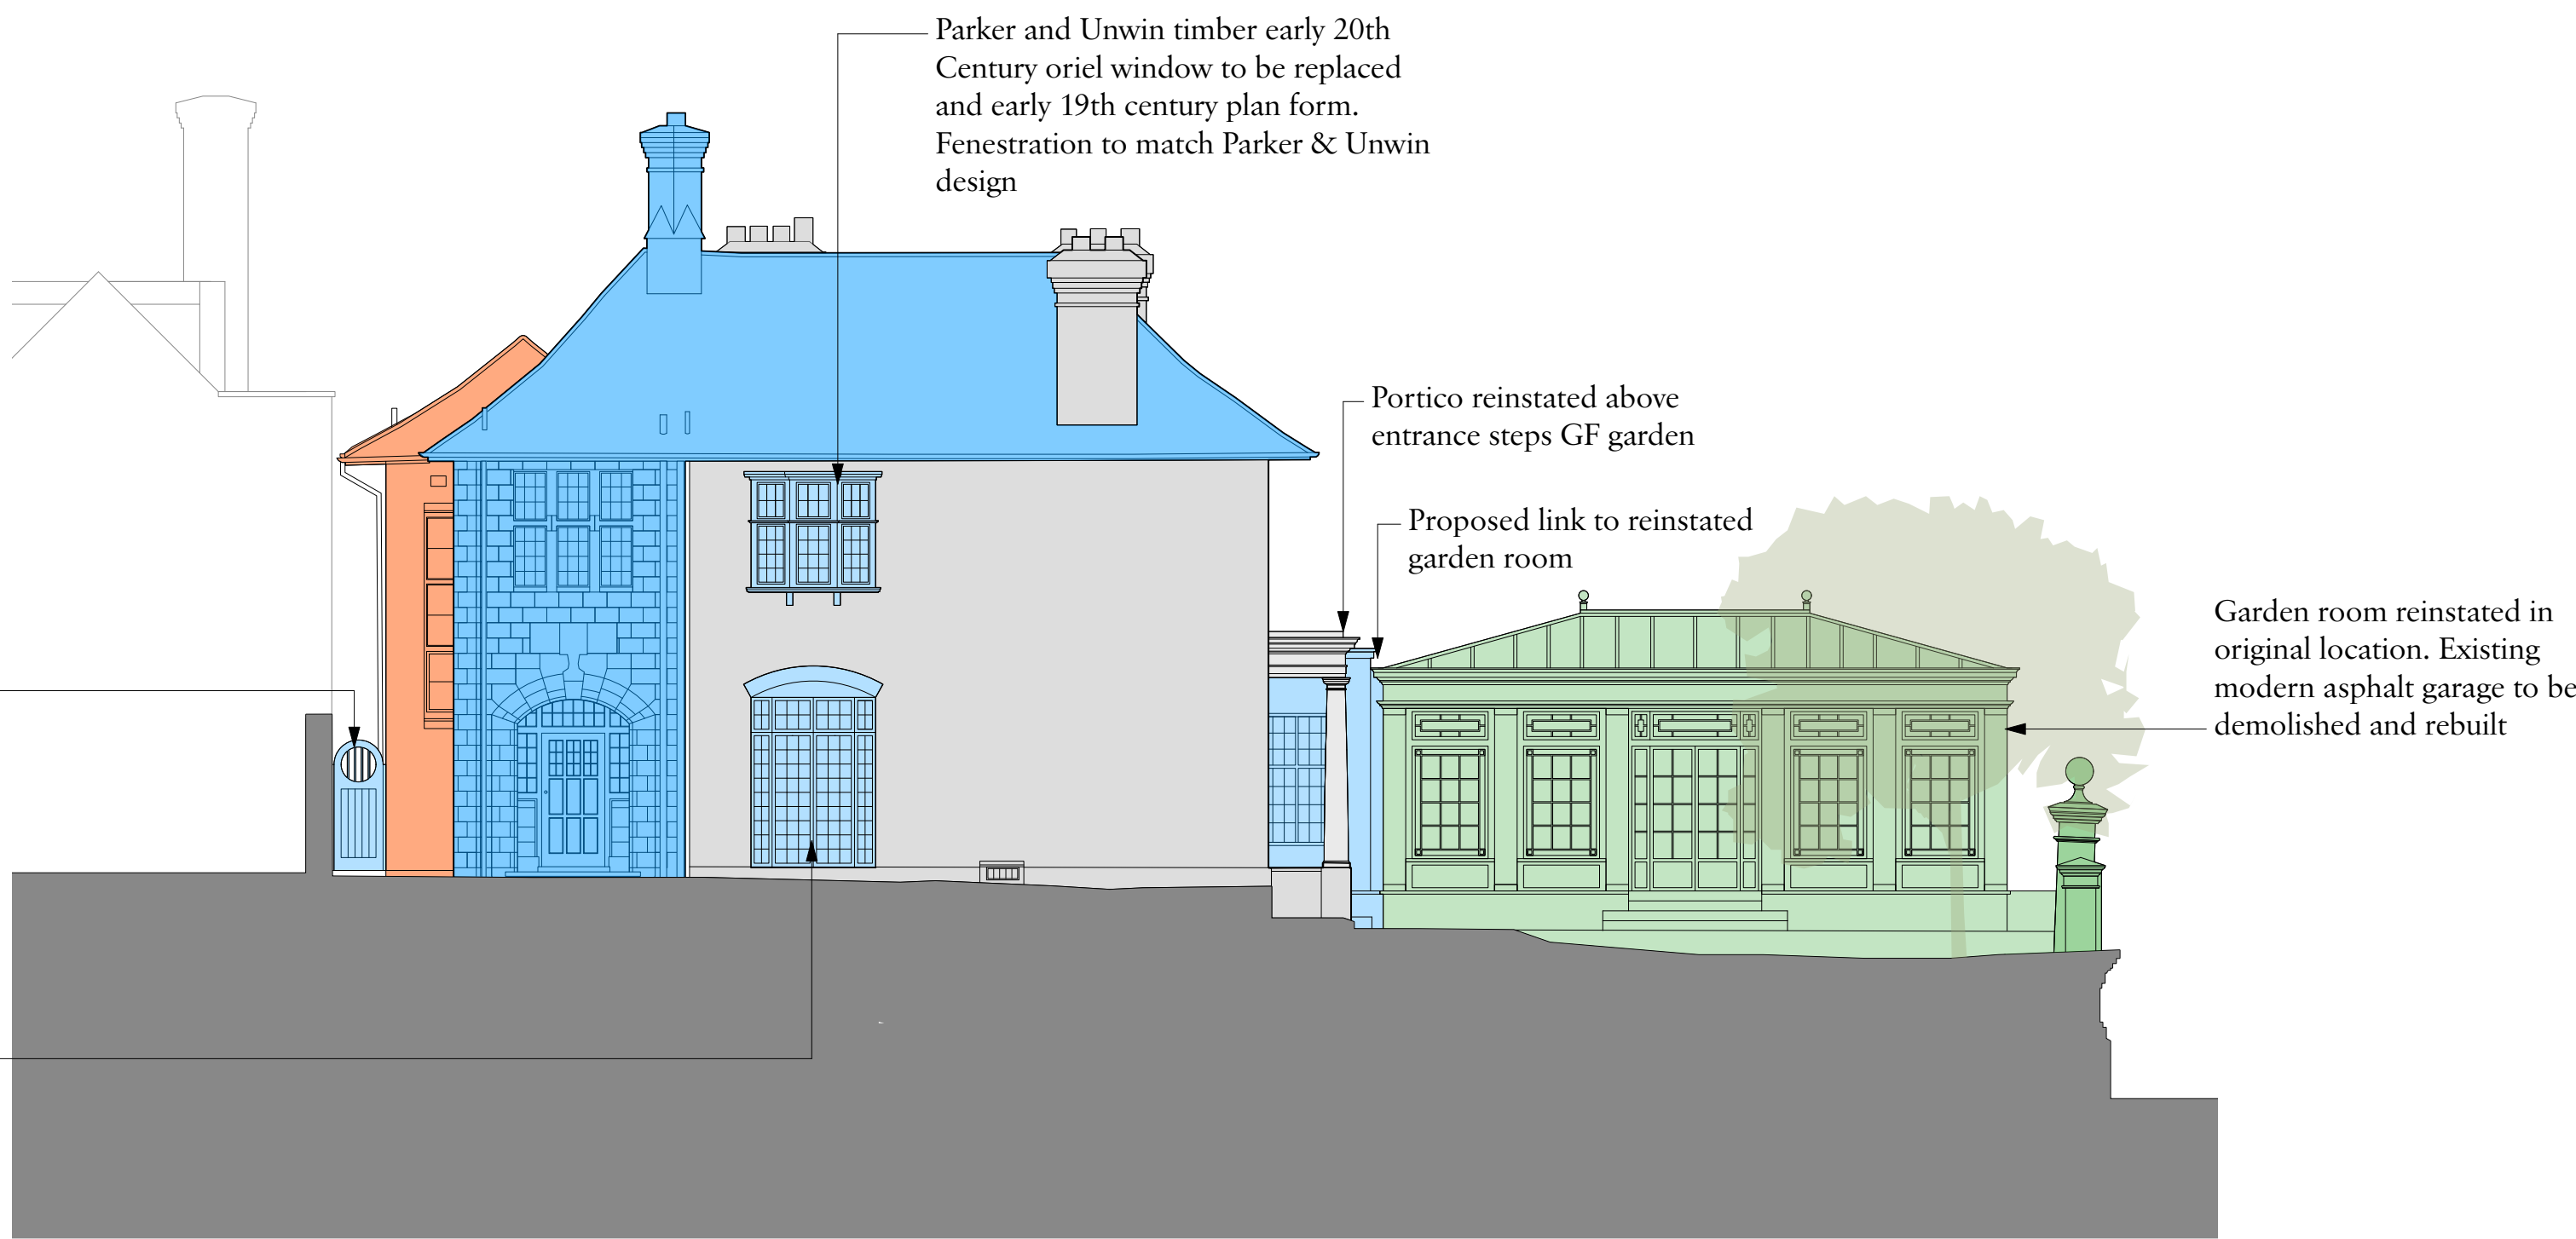 Parker and Unwin timber early 20th
Century oriel window to be replaced
and early 19th century plan form.
Fenestration to match Parker & Unwin
design
Portico reinstated above
entrance steps GF garden
Proposed link to reinstated
garden room
Garden room reinstated in
original location. Existing
modern asphalt garage to be
demolished and rebuilt